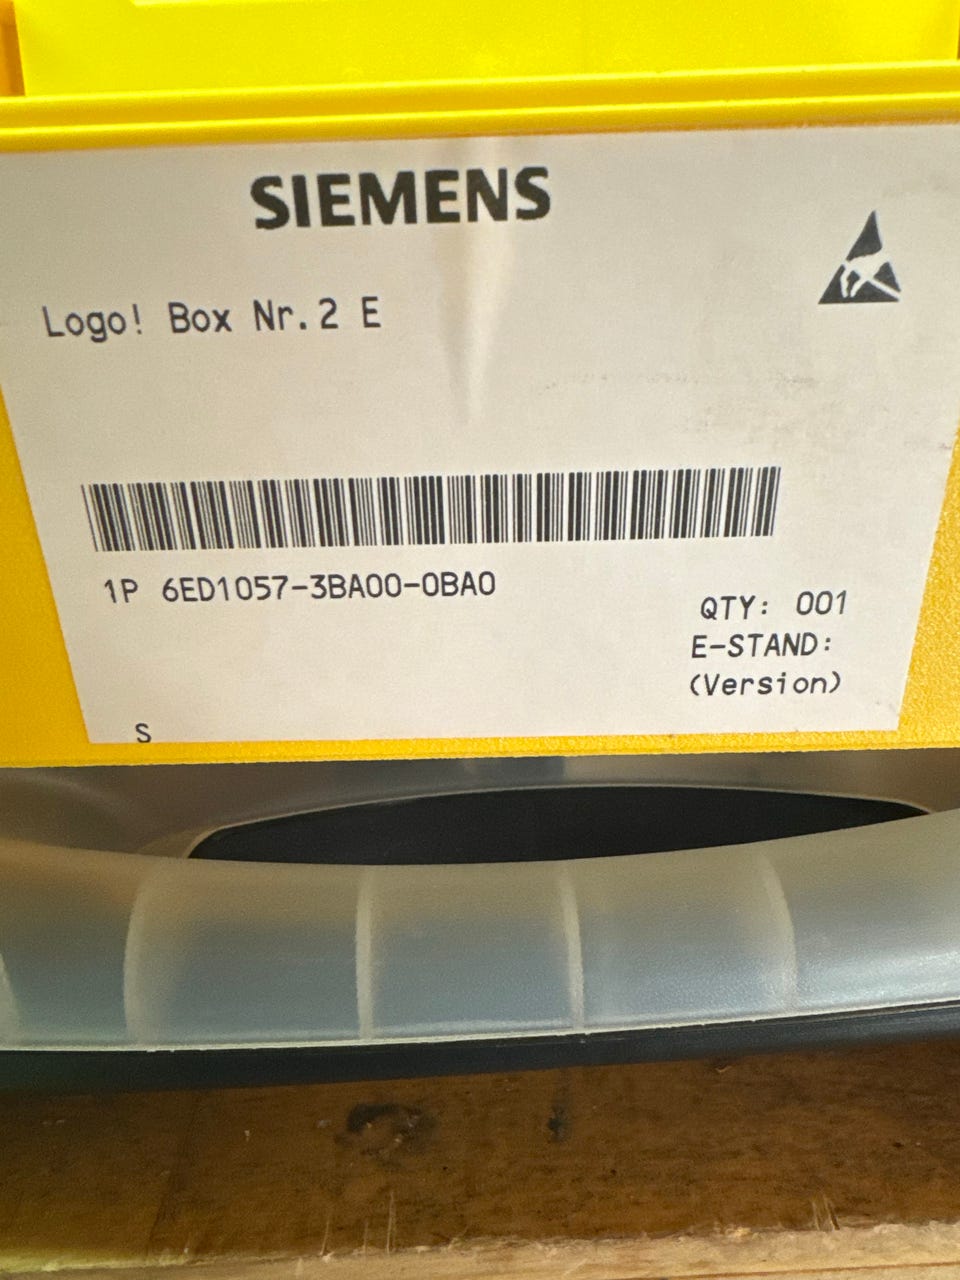 SIEMENS
Logo! Box Nr.2 E
1P 6ED1057-3BA00-0BA0
QTY: 001
E-STAND:
(Version)
S